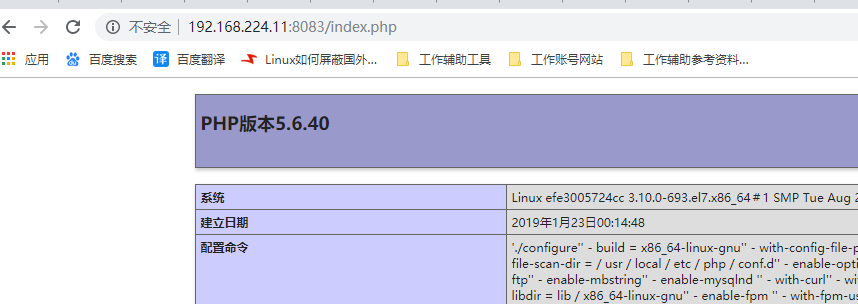 不安全 | 192.168.224.11:8083/index.php
应用 百度搜索 译 百度翻译 Linux如何屏蔽国外... 工作辅助工具 工作账号网站 工作辅助参考资料...
PHP版本5.6.40
系统 Linux efe3005724cc 3.10.0-693.el7.x86_64#1 SMP Tue Aug 2
建立日期 2019年1月23日00:14:48
配置命令 './configure'' - build = x86_64-linux-gnu'' - with-config-file-p
file-scan-dir = / usr / local / etc / php / conf.d'' - enable-opti
ftp'' - enable-mbstring'' - enable-mysqlnd '' - with-curl'' - wit
libdir = lib / x86_64-linux-gnu'' - enable-fpm '' - with-fpm-us